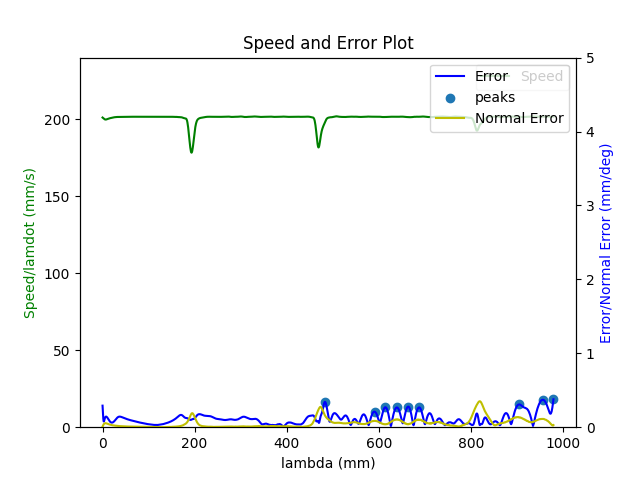 Speed and Error Plot
Speed
Error
peaks
Normal Error
200
150
100
50
0
5
4
3
2
1
0
0
200
400
600
800
1000
lambda (mm)
Speed/lamdot (mm/s)
Error/Normal Error (mm/deg)